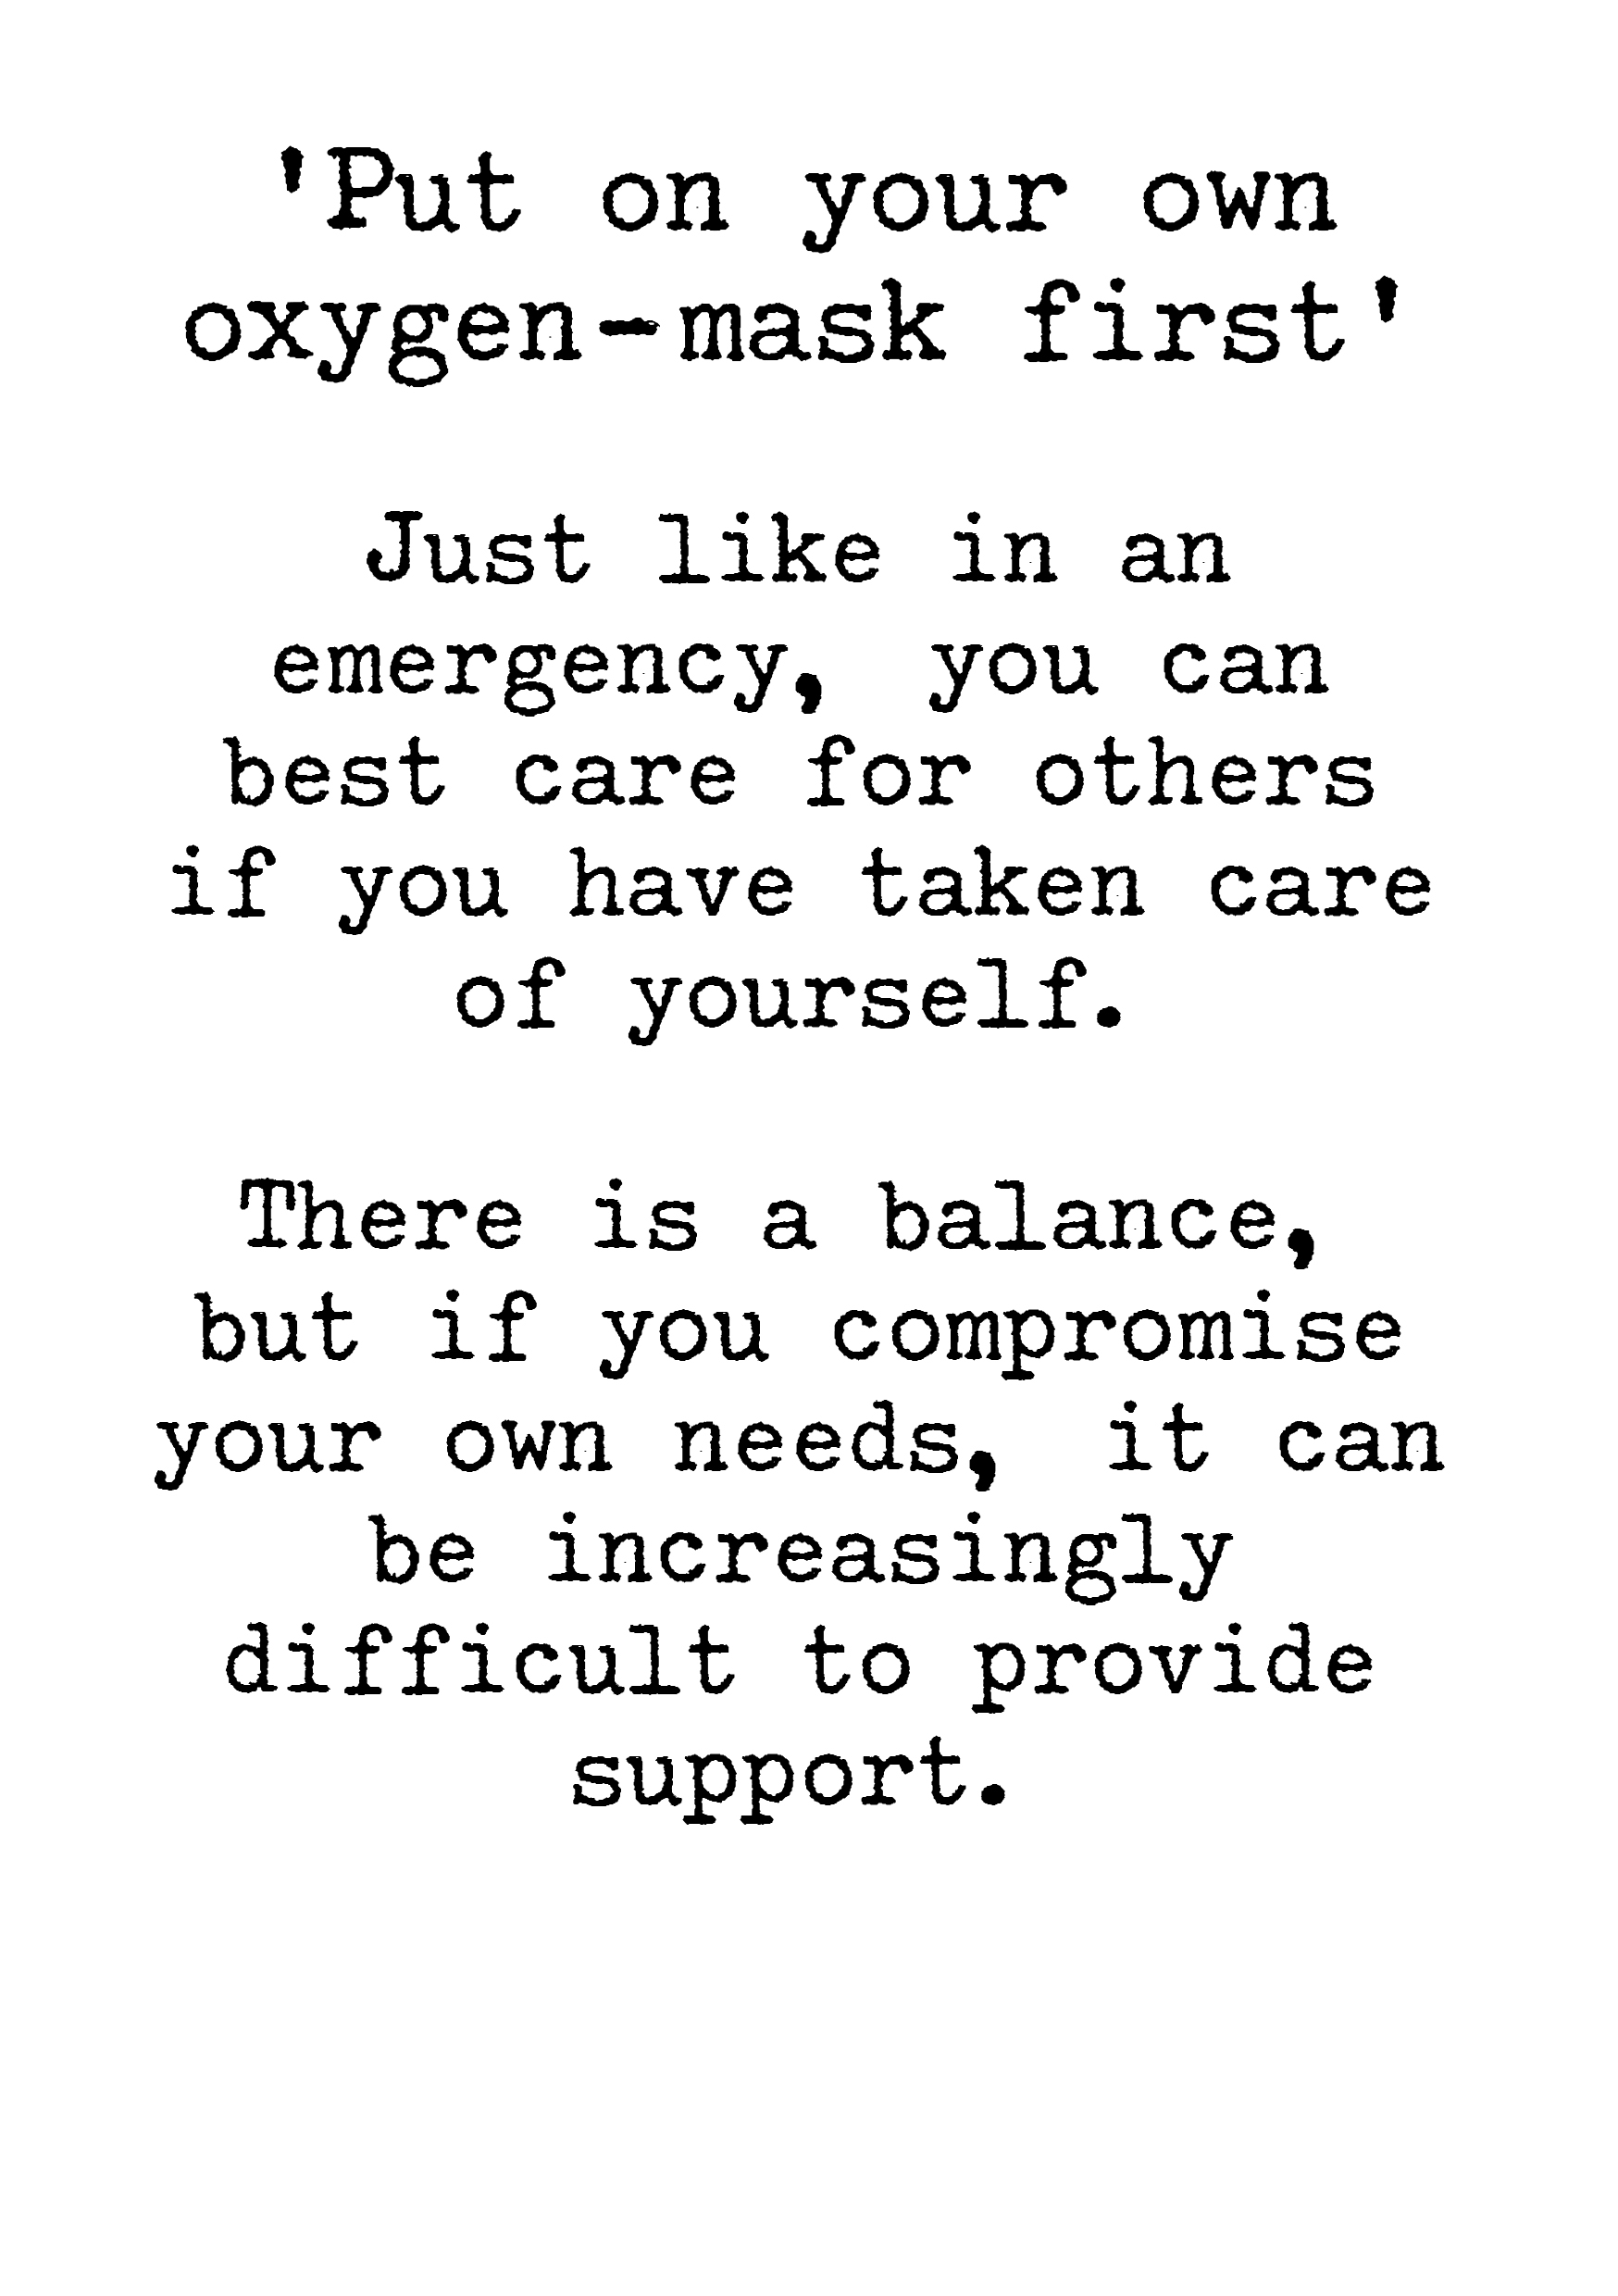 'Put on your own
oxygen-mask first'
Just like in an
emergency, you can
best care for others
if you have taken care
of yourself.
There is a balance,
but if you compromise
your own needs, it can
be increasingly
difficult to provide
support.